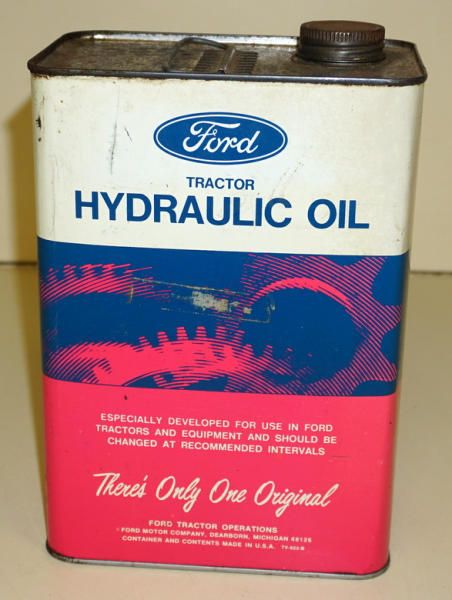 Ford
TRACTOR
HYDRAULIC OIL
ESPECIALLY DEVELOPED FOR USE IN FORD
TRACTORS AND EQUIPMENT AND SHOULD BE
CHANGED AT RECOMMENDED INTERVALS
There's Only One Original
FORD TRACTOR OPERATIONS
FORD MOTOR COMPANY, DEARBORN, MICHIGAN 48126
CONTAINER AND CONTENTS MADE IN U.S.A.